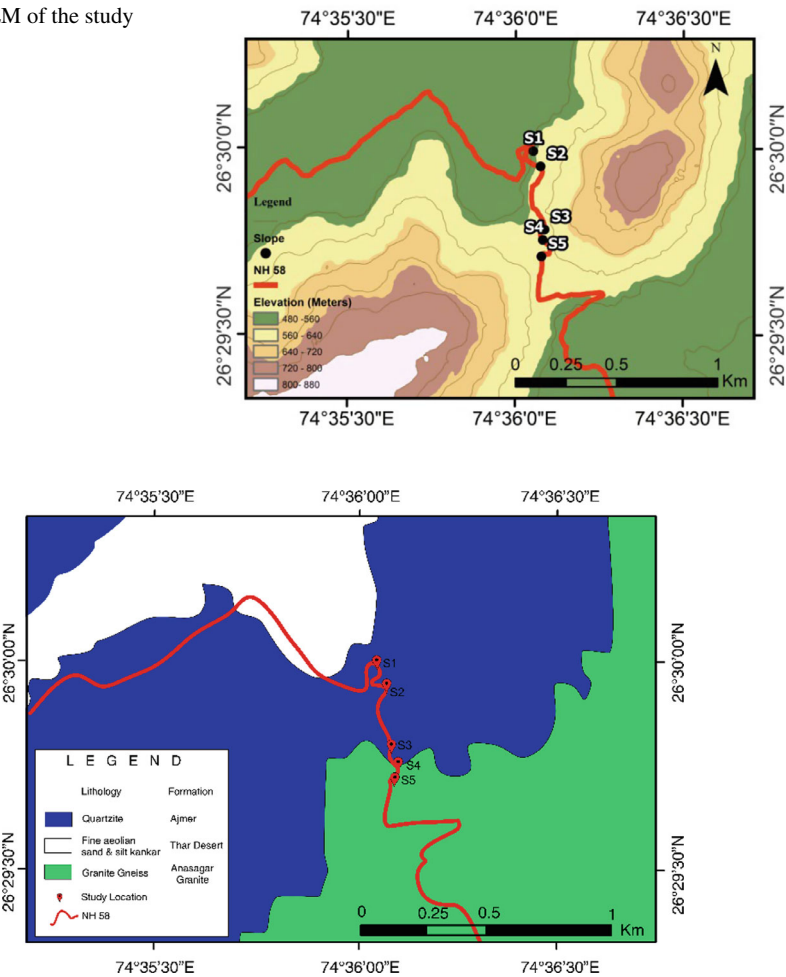 EM of the study
74°35'30"E 74°36'0"E 74°36'30"E
N
26°30'0"N
26°30'0"N
S1
S2
S3
S4
S5
Legend
Slope
NH 58
Elevation (Meters)
480 -560
560 - 640
640 - 720
720 - 800
800- 880
26°29'30"N
26°29'30"N
0 0.25 0.5 1
Km
74°35'30"E 74°36'0"E 74°36'30"E
74°35'30"E 74°36'00"E 74°36'30"E
26°30'00"N
26°30'00"N
S1
S2
S3
S4
S5
L E G E N D
Lithology Formation
Quartzite Ajmer
Fine aeolian
sand & silt kankar
Thar Desert
Granite Gneiss
Anasagar
Granite
Study Location
NH 58
26°29'30"N
26°29'30"N
0 0.25 0.5 1
Km
74°35'30"E 74°36'00"E 74°36'30"E